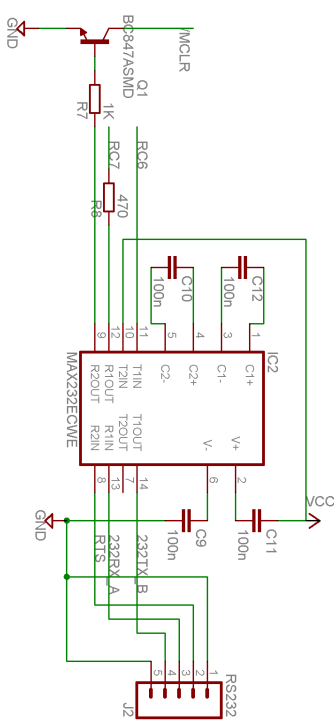 GND
BC847ASMD
Q1
/MCLR
R7
1K
RC7
RC6
R8
470
C10
100n
C12
100n
9
12
10
11
5
4
3
1
IC2
R2OUT
R1OUT
T2IN
T1IN
C2-
C2+
C1-
C1+
R2IN
R1IN
T2OUT
T1OUT
V-
V+
MAX232ECWE
8
13
7
14
6
2
VCC
GND
RTS
232RX_A
232TX_B
C9
100n
C11
100n
5
4
3
2
1
RS232
J2